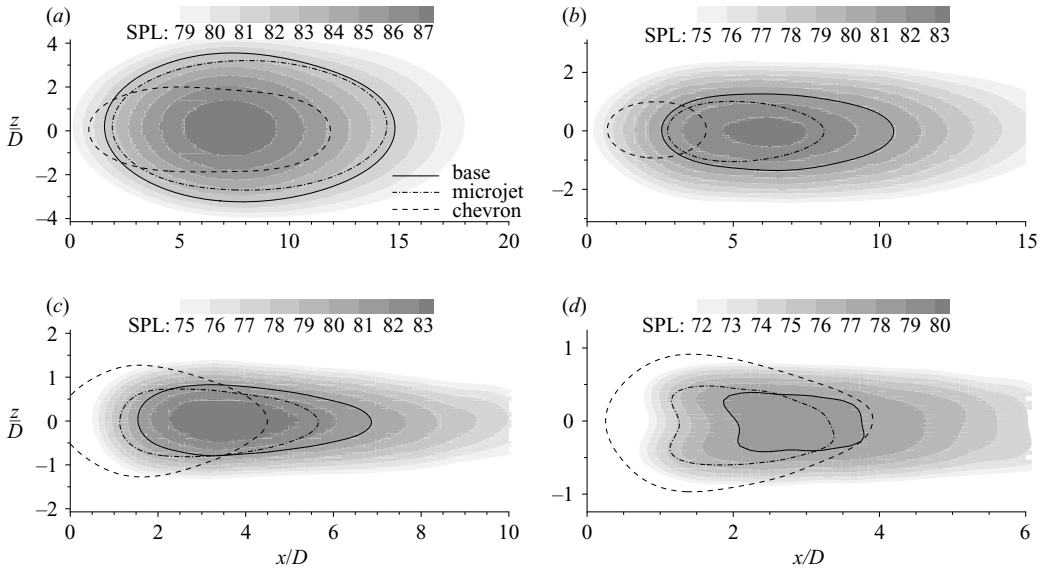 (a)
SPL: 79 80 81 82 83 84 85 86 87
4
2
0
–2
–4
z/D
0 5 10 15 20
base
microjet
chevron
(b)
SPL: 75 76 77 78 79 80 81 82 83
2
0
–2
0 5 10 15
(c)
SPL: 75 76 77 78 79 80 81 82 83
2
1
0
–1
–2
z/D
0 2 4 6 8 10
x/D
(d)
SPL: 72 73 74 75 76 77 78 79 80
1
0
–1
0 2 4 6
x/D